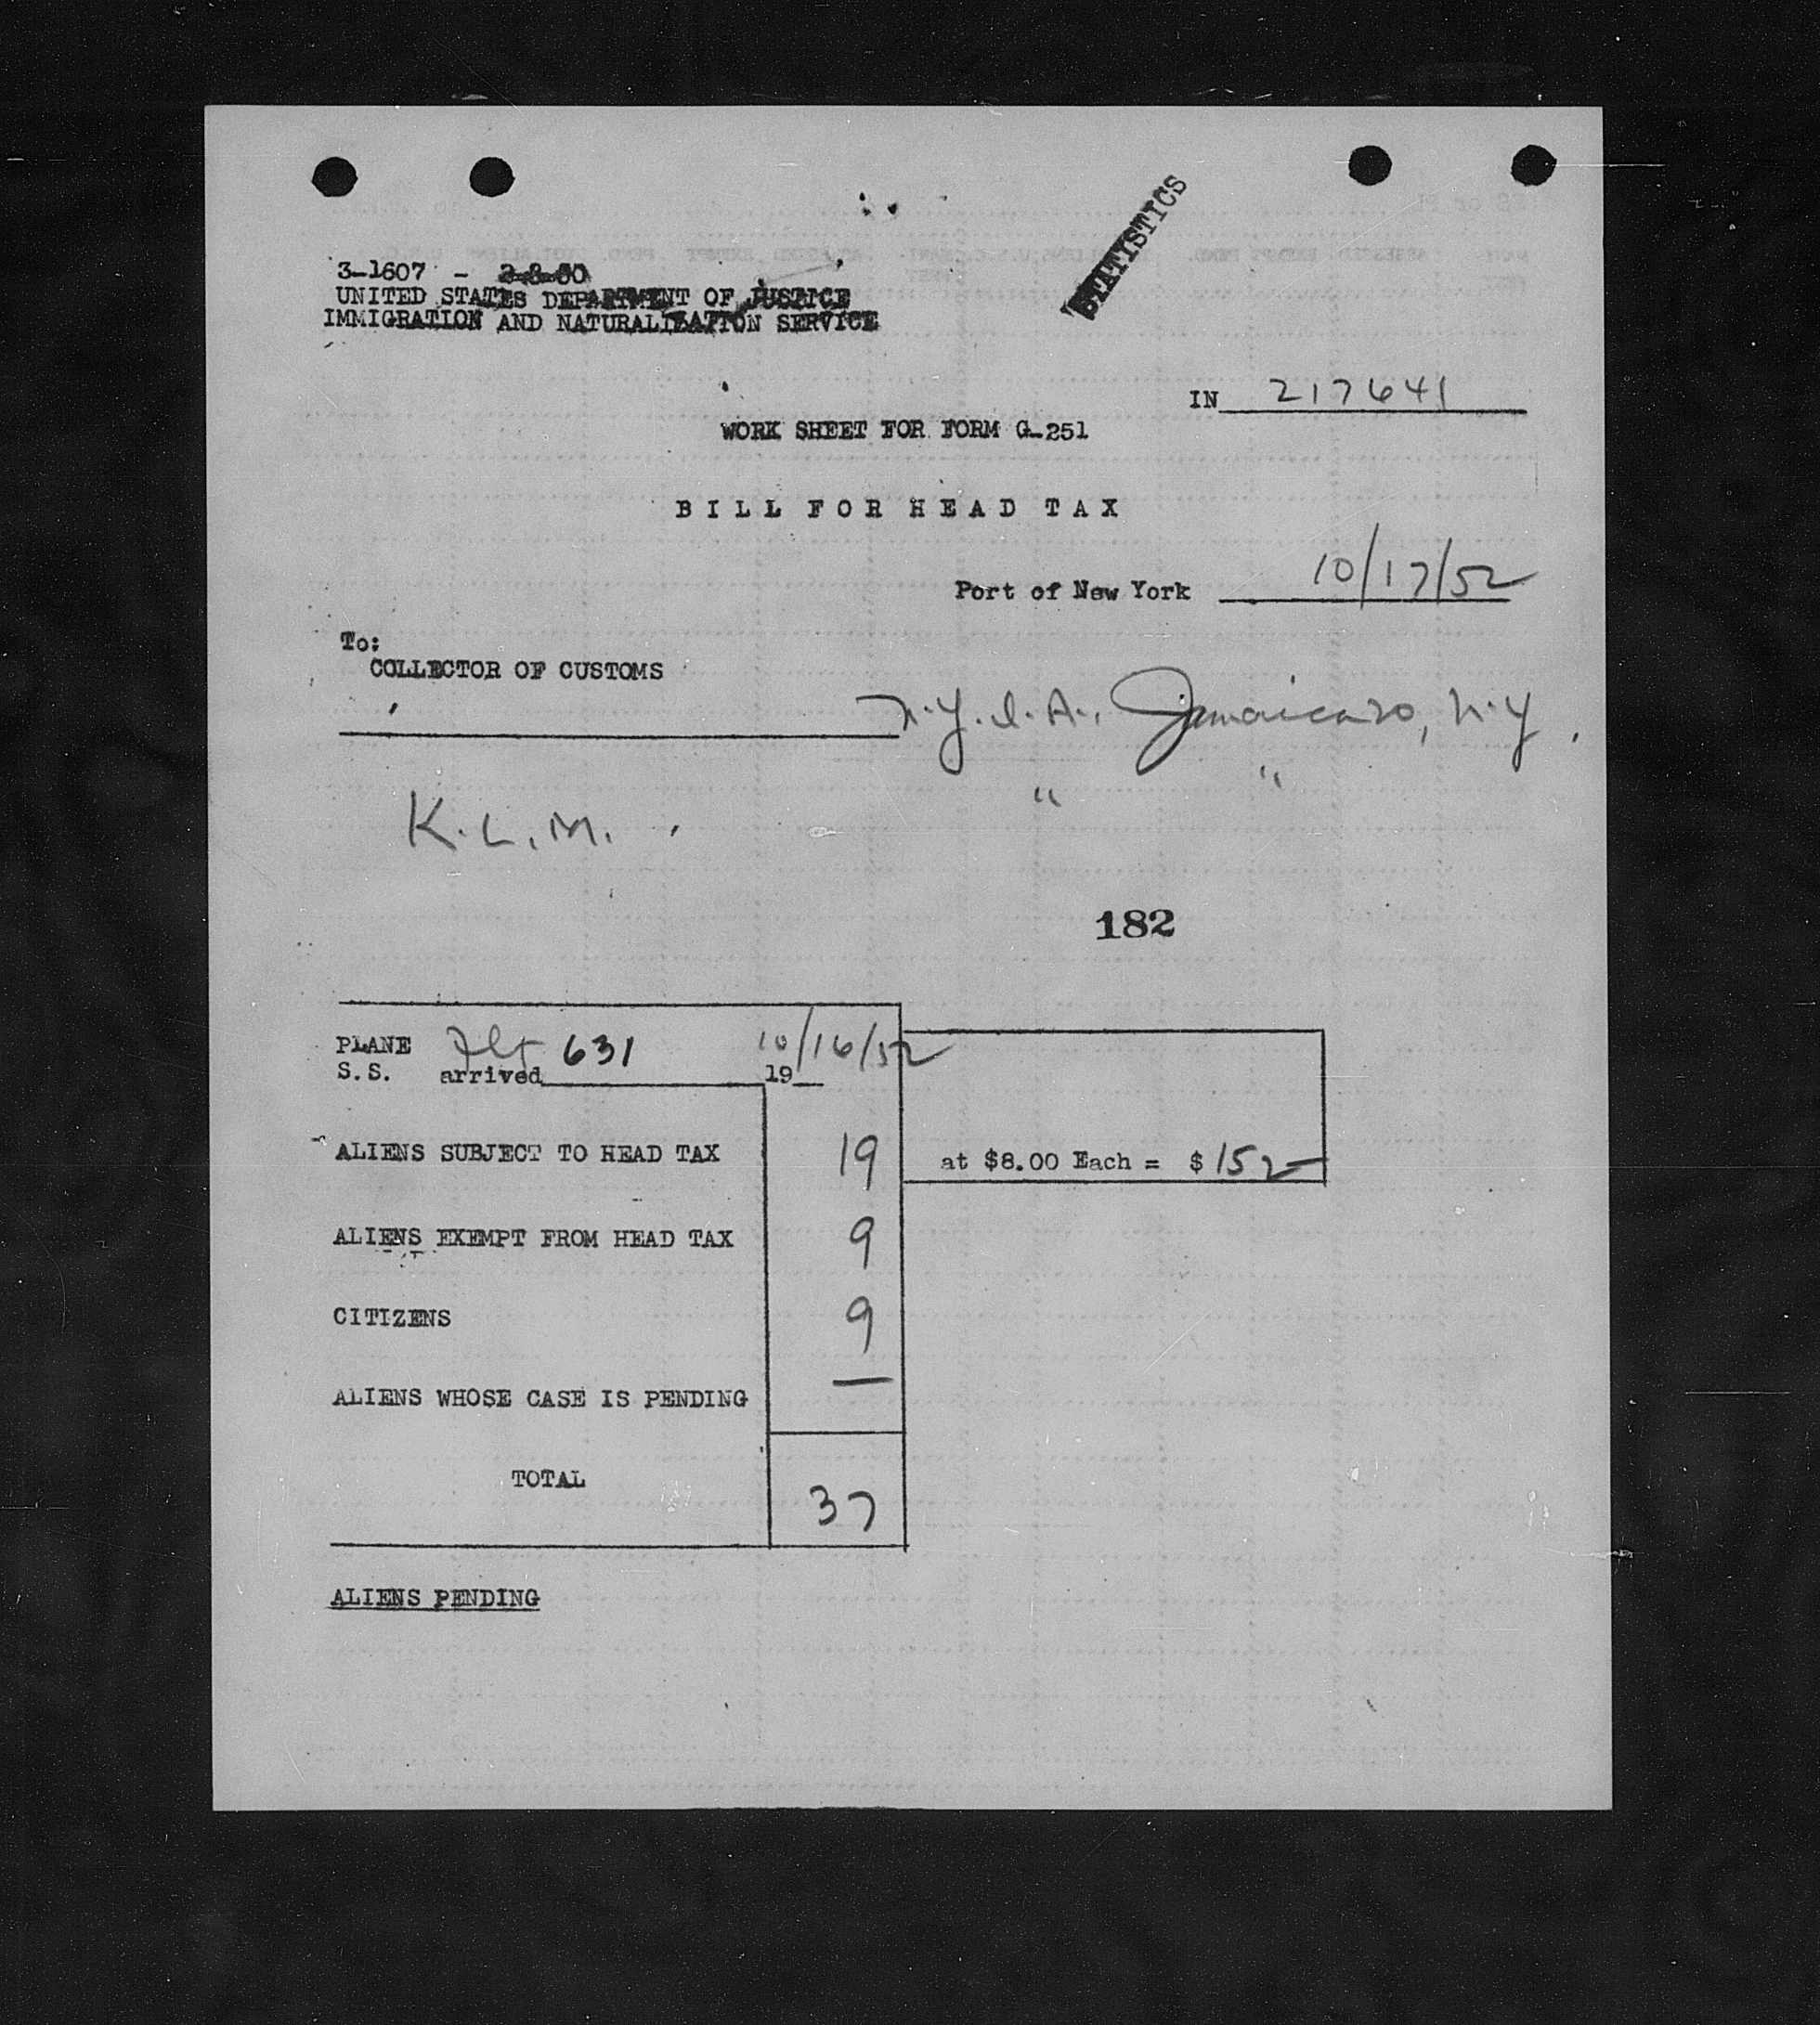 STATISTICS
3-1607 - 2-8-50
UNITED STATES DEPARTMENT OF JUSTICE
IMMIGRATION AND NATURALIZATION SERVICE
IN 217641
WORK SHEET FOR FORM G-251
BILL FOR HEAD TAX
Port of New York 10/17/52
To:
COLLECTOR OF CUSTOMS
N.Y.I.A., Jamaica 20, N.Y.
K.L.M. " "
182
PLANE Flt 631 10/16/52
S.S. arrived 19
ALIENS SUBJECT TO HEAD TAX 19 at $8.00 Each = $152
ALIENS EXEMPT FROM HEAD TAX 9
CITIZENS 9
ALIENS WHOSE CASE IS PENDING —
TOTAL 37
ALIENS PENDING